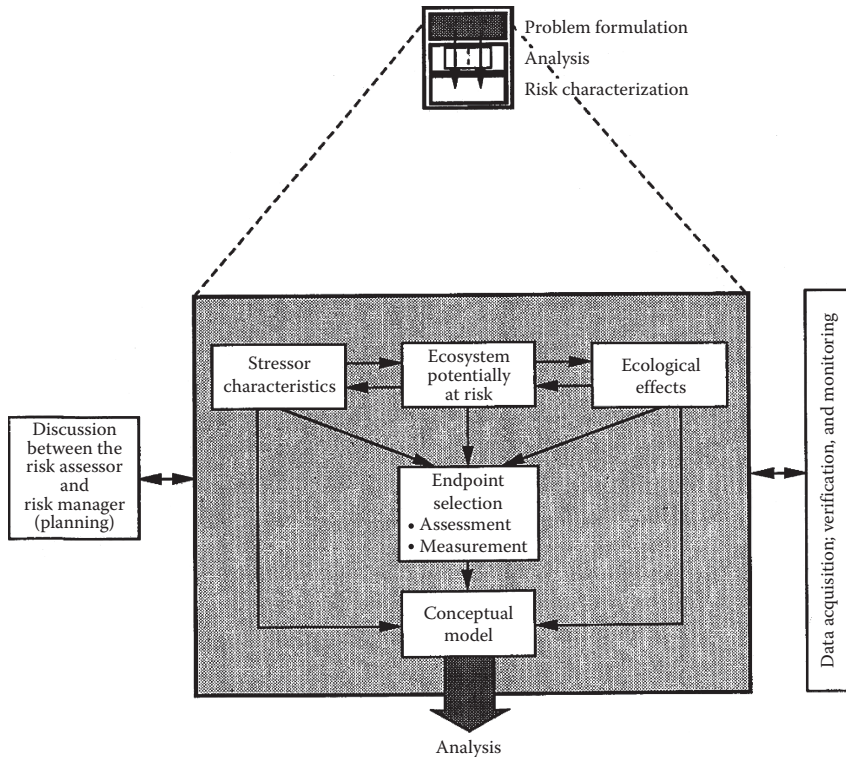 Problem formulation
Analysis
Risk characterization
Stressor
characteristics
Ecosystem
potentially
at risk
Ecological
effects
Discussion
between the
risk assessor
and
risk manager
(planning)
Endpoint
selection
• Assessment
• Measurement
Conceptual
model
Data acquisition; verification, and monitoring
Analysis